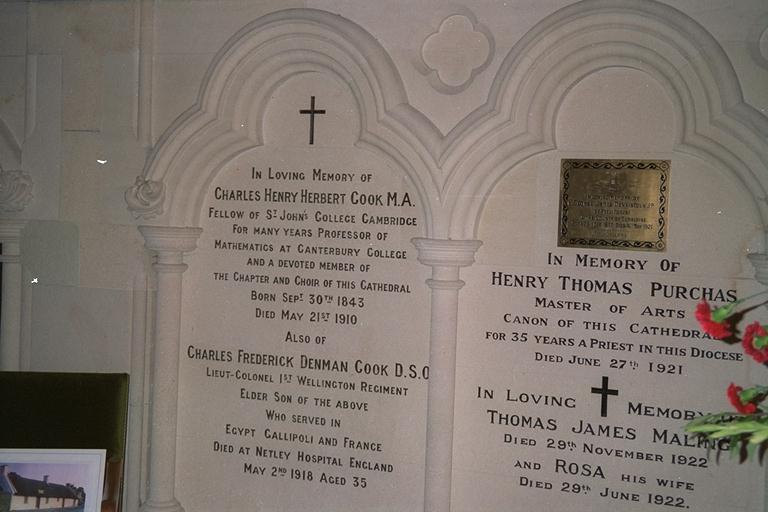 IN LOVING MEMORY OF
CHARLES HENRY HERBERT COOK M.A.
FELLOW OF ST JOHN'S COLLEGE CAMBRIDGE
FOR MANY YEARS PROFESSOR OF
MATHEMATICS AT CANTERBURY COLLEGE
AND A DEVOTED MEMBER OF
THE CHAPTER AND CHOIR OF THIS CATHEDRAL
BORN SEPT 30TH 1843
DIED MAY 21ST 1910
ALSO OF
CHARLES FREDERICK DENMAN COOK D.S.O
LIEUT-COLONEL 1ST WELLINGTON REGIMENT
ELDER SON OF THE ABOVE
WHO SERVED IN
EGYPT GALLIPOLI AND FRANCE
DIED AT NETLEY HOSPITAL ENGLAND
MAY 2ND 1918 AGED 35
IN MEMORY OF
HENRY THOMAS PURCHAS
MASTER OF ARTS
CANON OF THIS CATHEDRAL
FOR 35 YEARS A PRIEST IN THIS DIOCESE
DIED JUNE 27TH 1921
IN LOVING MEMORY
THOMAS JAMES MALING
DIED 29TH NOVEMBER 1922
AND ROSA HIS WIFE
DIED 29TH JUNE 1922.